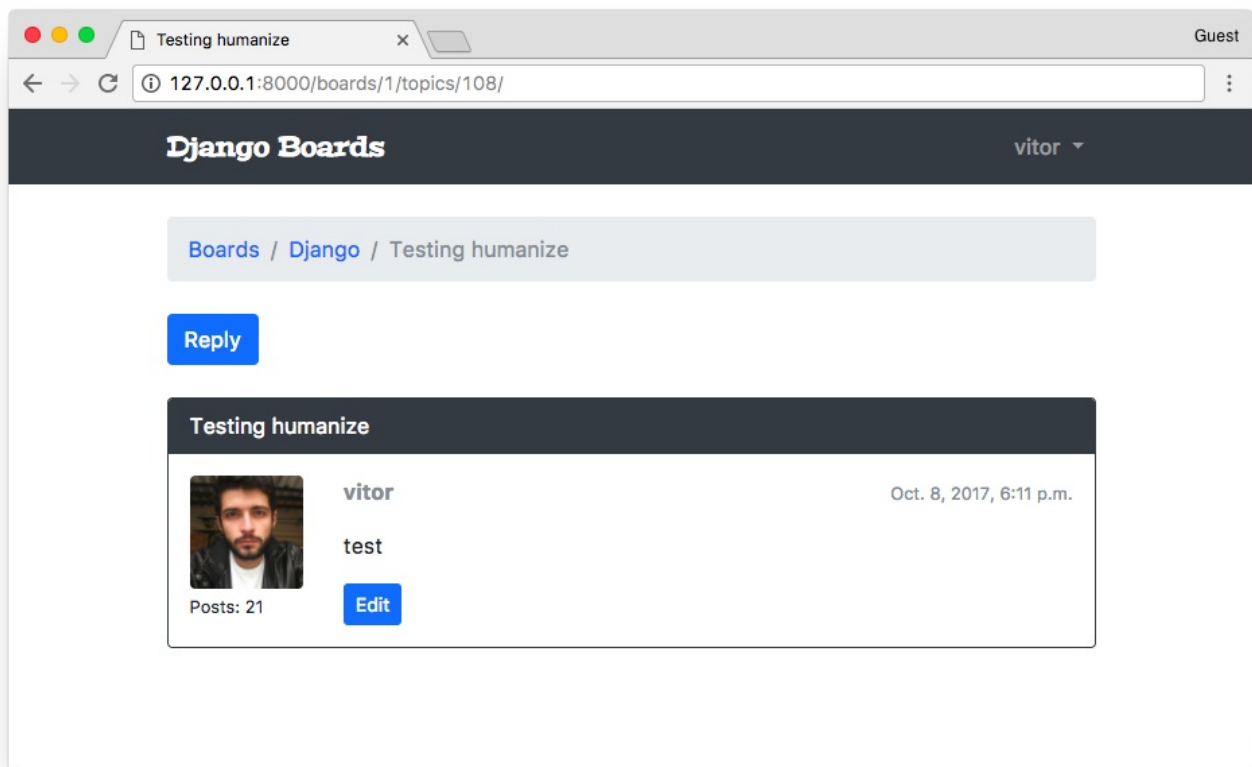 Testing humanize
Guest
127.0.0.1:8000/boards/1/topics/108/
Django Boards
vitor
Boards / Django / Testing humanize
Reply
Testing humanize
vitor
Oct. 8, 2017, 6:11 p.m.
test
Posts: 21
Edit